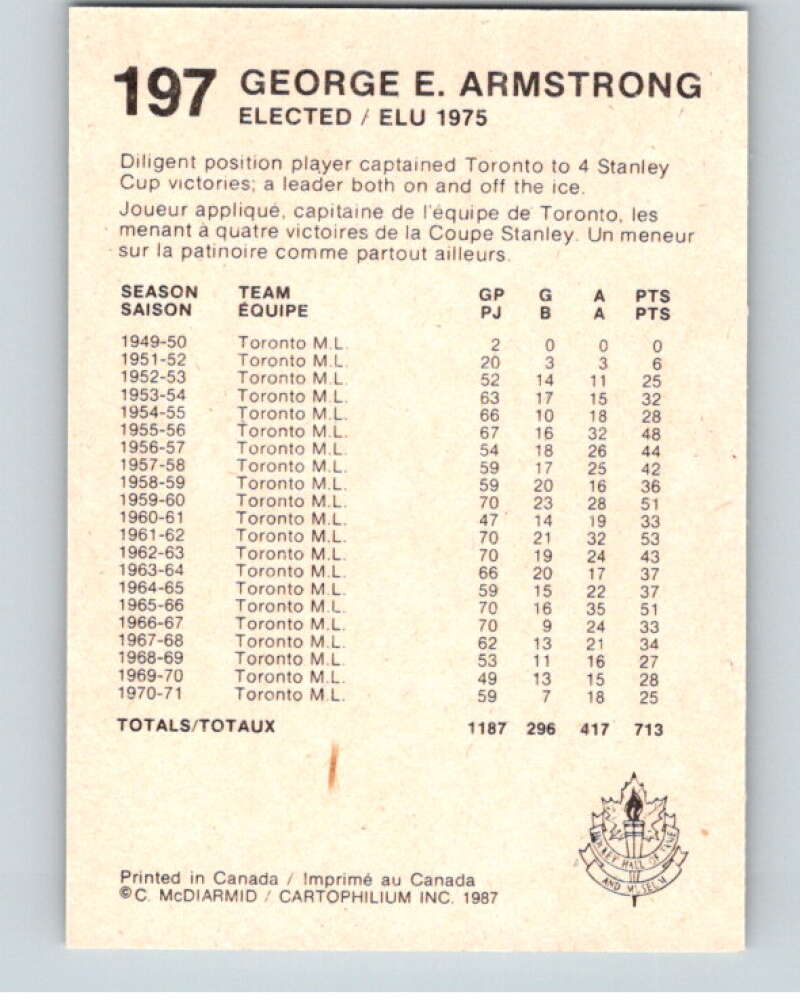 197 GEORGE E. ARMSTRONG
ELECTED / ELU 1975
Diligent position player captained Toronto to 4 Stanley
Cup victories; a leader both on and off the ice.
Joueur appliqué, capitaine de l'équipe de Toronto, les
menant à quatre victoires de la Coupe Stanley. Un meneur
sur la patinoire comme partout ailleurs.
SEASON TEAM GP G A PTS
SAISON ÉQUIPE PJ B A PTS
1949-50 Toronto M.L. 2 0 0 0
1951-52 Toronto M.L. 20 3 3 6
1952-53 Toronto M.L. 52 14 11 25
1953-54 Toronto M.L. 63 17 15 32
1954-55 Toronto M.L. 66 10 18 28
1955-56 Toronto M.L. 67 16 32 48
1956-57 Toronto M.L. 54 18 26 44
1957-58 Toronto M.L. 59 17 25 42
1958-59 Toronto M.L. 59 20 16 36
1959-60 Toronto M.L. 70 23 28 51
1960-61 Toronto M.L. 47 14 19 33
1961-62 Toronto M.L. 70 21 32 53
1962-63 Toronto M.L. 70 19 24 43
1963-64 Toronto M.L. 66 20 17 37
1964-65 Toronto M.L. 59 15 22 37
1965-66 Toronto M.L. 70 16 35 51
1966-67 Toronto M.L. 70 9 24 33
1967-68 Toronto M.L. 62 13 21 34
1968-69 Toronto M.L. 53 11 16 27
1969-70 Toronto M.L. 49 13 15 28
1970-71 Toronto M.L. 59 7 18 25
TOTALS/TOTAUX 1187 296 417 713
HOCKEY HALL OF FAME
AND MUSEUM
Printed in Canada / Imprimé au Canada
©C. McDIARMID / CARTOPHILIUM INC. 1987